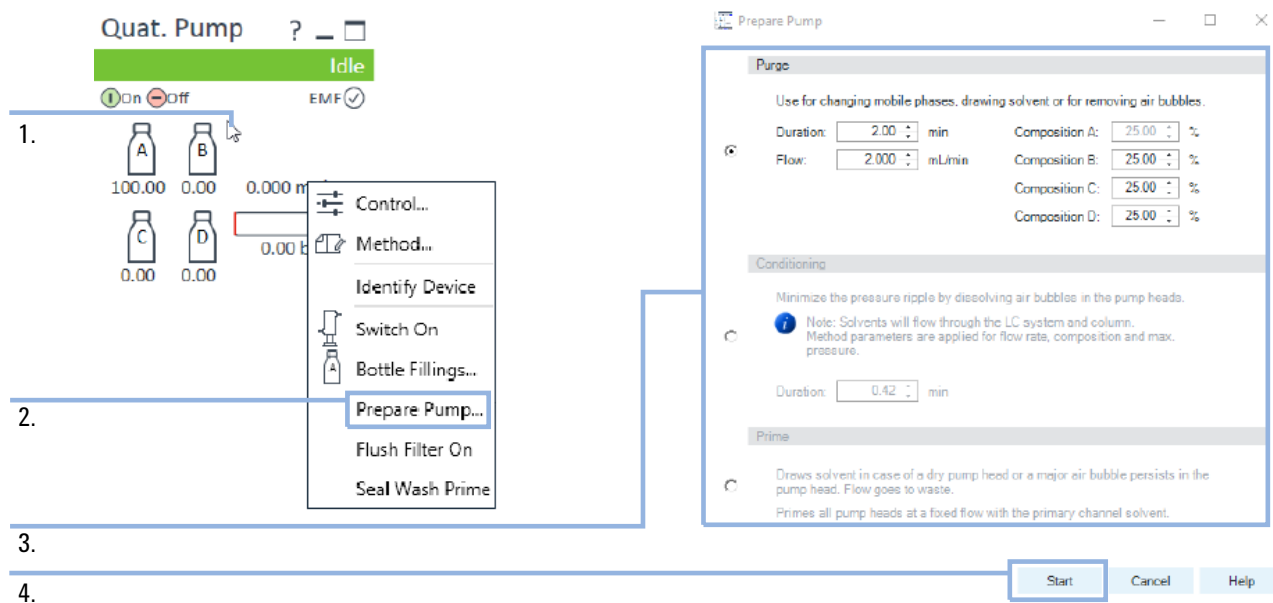 Quat. Pump ?
Idle
On Off EMF
1.
A B
100.00 0.00 0.000 m
C D
0.00 b
0.00 0.00
Control...
Method...
Identify Device
Switch On
A Bottle Fillings...
2.
Prepare Pump...
Flush Filter On
Seal Wash Prime
3.
4.
Prepare Pump
Purge
Use for changing mobile phases, drawing solvent or for removing air bubbles.
Duration: 2.00 min Composition A: 25.00 %
Flow: 2.000 mL/min Composition B: 25.00 %
Composition C: 25.00 %
Composition D: 25.00 %
Conditioning
Minimize the pressure ripple by dissolving air bubbles in the pump heads.
i Note: Solvents will flow through the LC system and column.
Method parameters are applied for flow rate, composition and max.
pressure.
Duration: 0.42 min
Prime
Draws solvent in case of a dry pump head or a major air bubble persists in the
pump head. Flow goes to waste.
Primes all pump heads at a fixed flow with the primary channel solvent.
Start Cancel Help